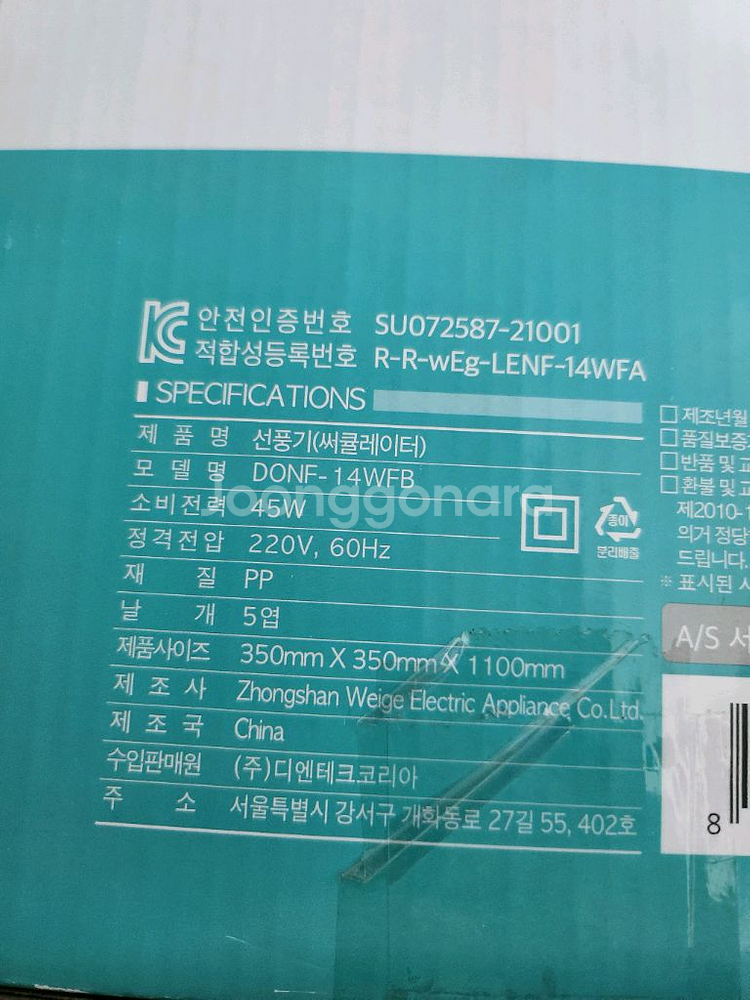 안전인증번호 SU072587-21001
적합성등록번호 R-R-wEg-LENF-14WFA
SPECIFICATIONS
제품명 선풍기(써큘레이터)
모델명 DONF-14WFB
소비전력 45W
정격전압 220V, 60Hz
재질 PP
날개 5엽
제품사이즈 350mm X 350mm X 1100mm
제조사 Zhongshan Weige Electric Appliance Co.Ltd.
제조국 China
수입판매원 (주)디엔테크코리아
주소 서울특별시 강서구 개화동로 27길 55, 402호
종이
분리배출
joonggonara
제조년월
품질보증
반품 및 교
환불 및 교
제2010-1
의거 정당
드립니다.
※ 표시된 사
A/S 서
8